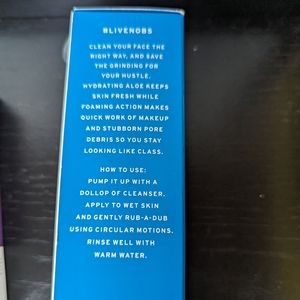 #LIVENOBS
CLEAN YOUR FACE THE
RIGHT WAY, AND SAVE
THE GRINDING FOR
YOUR HUSTLE.
HYDRATING ALOE KEEPS
SKIN FRESH WHILE
FOAMING ACTION MAKES
QUICK WORK OF MAKEUP
AND STUBBORN PORE
DEBRIS SO YOU STAY
LOOKING LIKE CLASS.
HOW TO USE:
PUMP IT UP WITH A
DOLLOP OF CLEANSER.
APPLY TO WET SKIN
AND GENTLY RUB-A-DUB
USING CIRCULAR MOTIONS.
RINSE WELL WITH
WARM WATER.